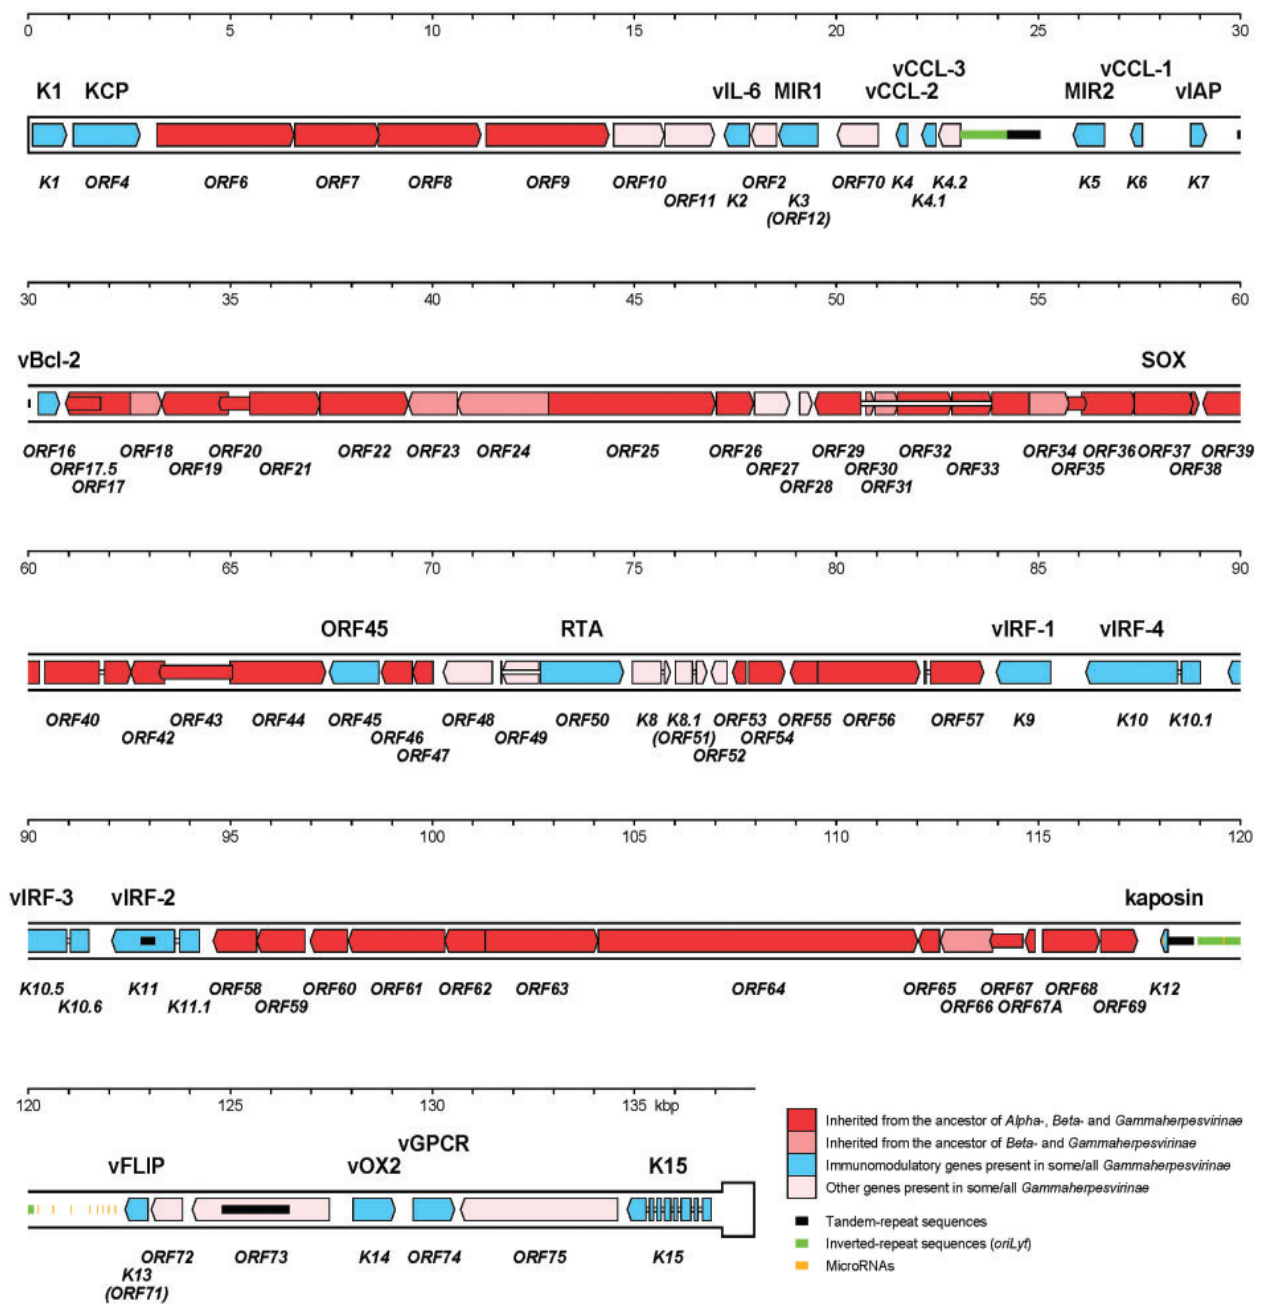 0 5 10 15 20 25 30
vCCL-3 vCCL-1
K1 KCP vIL-6 MIR1 vCCL-2 MIR2 vIAP
K1 ORF4 ORF6 ORF7 ORF8 ORF9 ORF10 ORF2 ORF70 K4 K4.2 K5 K6 K7
ORF11 K2 K3 K4.1
(ORF12)
30 35 40 45 50 55 60
vBcl-2 SOX
ORF16 ORF18 ORF20 ORF22 ORF23 ORF24 ORF25 ORF26 ORF29 ORF32 ORF34 ORF36 ORF37 ORF39
ORF17.5 ORF19 ORF21 ORF27 ORF30 ORF33 ORF35 ORF38
ORF17 ORF28 ORF31
60 65 70 75 80 85 90
ORF45 RTA vIRF-1 vIRF-4
ORF40 ORF43 ORF44 ORF45 ORF48 ORF50 K8 K8.1 ORF53 ORF55 ORF56 ORF57 K9 K10 K10.1
ORF42 ORF46 ORF49 (ORF51) ORF54
ORF47 ORF52
90 95 100 105 110 115 120
vIRF-3 vIRF-2 kaposin
K10.5 K11 ORF58 ORF60 ORF61 ORF62 ORF63 ORF64 ORF65 ORF67 ORF68 K12
K10.6 K11.1 ORF59 ORF66 ORF67A ORF69
120 125 130 135 kbp
vGPCR
vFLIP vOX2 K15
ORF72 ORF73 K14 ORF74 ORF75 K15
K13
(ORF71)
Inherited from the ancestor of Alpha-, Beta- and Gammaherpesvirinae
Inherited from the ancestor of Beta- and Gammaherpesvirinae
Immunomodulatory genes present in some/all Gammaherpesvirinae
Other genes present in some/all Gammaherpesvirinae
Tandem-repeat sequences
Inverted-repeat sequences (oriLyt)
MicroRNAs